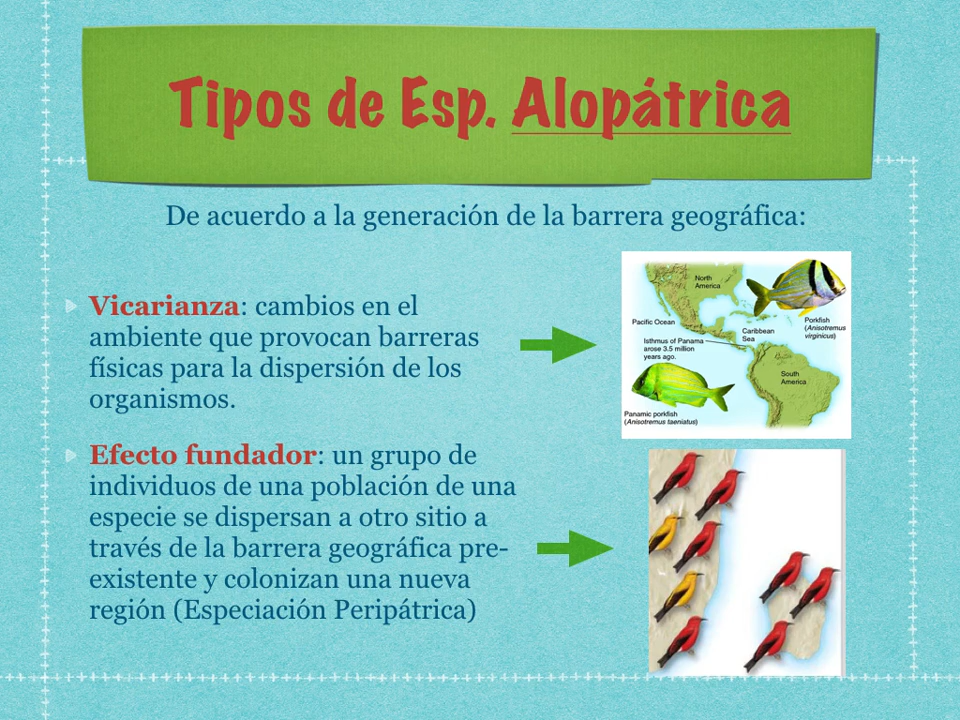 Tipos de Esp. Alopátrica
De acuerdo a la generación de la barrera geográfica:
Vicarianza: cambios en el
ambiente que provocan barreras
físicas para la dispersión de los
organismos.
Efecto fundador: un grupo de
individuos de una población de una
especie se dispersan a otro sitio a
través de la barrera geográfica pre-
existente y colonizan una nueva
región (Especiación Peripátrica)
North
America
Pacific Ocean
Caribbean
Sea
Porkfish
(Anisotremus
virginicus)
Isthmus of Panama
arose 3.5 million
years ago.
South
America
Panamic porkfish
(Anisotremus taeniatus)